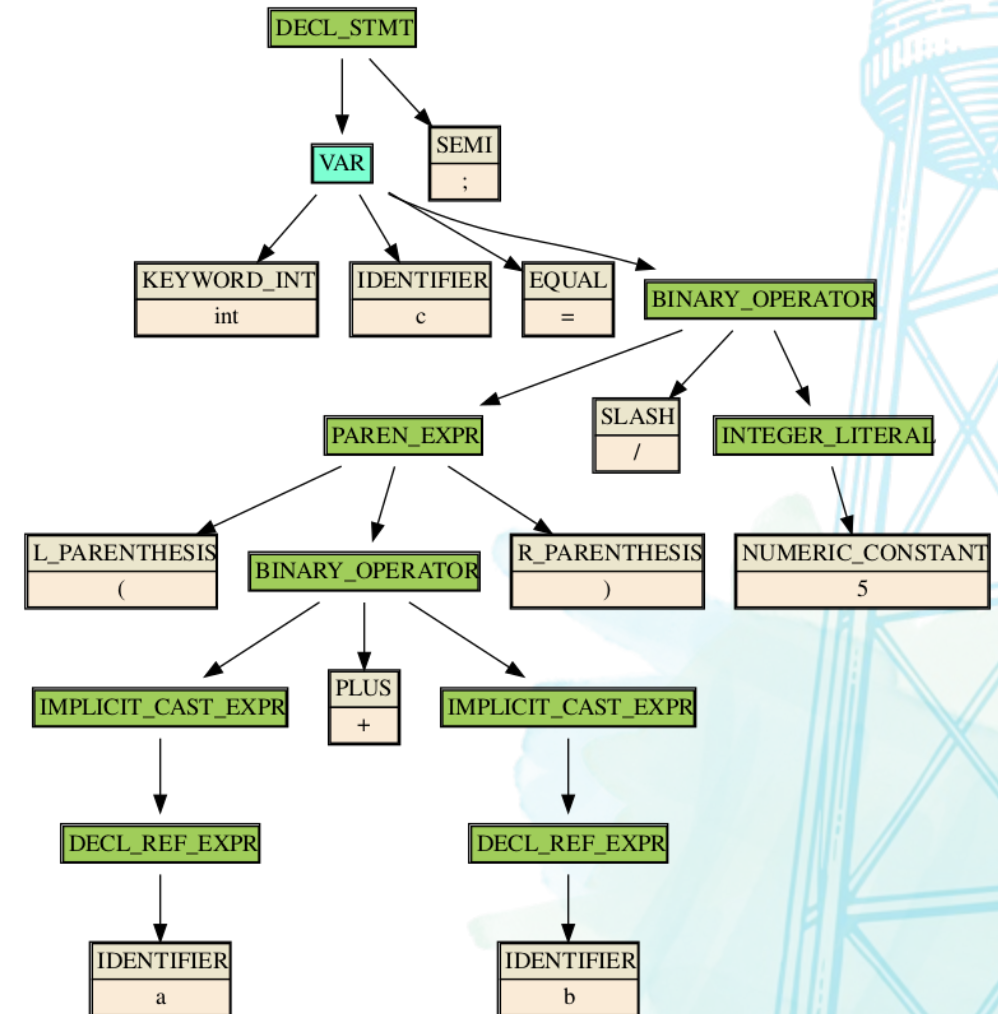 DECL_STMT
VAR
SEMI
;
KEYWORD_INT
int
IDENTIFIER
c
EQUAL
=
BINARY_OPERATOR
PAREN_EXPR
SLASH
/
INTEGER_LITERAL
L_PARENTHESIS
(
BINARY_OPERATOR
R_PARENTHESIS
)
NUMERIC_CONSTANT
5
IMPLICIT_CAST_EXPR
PLUS
+
IMPLICIT_CAST_EXPR
DECL_REF_EXPR
DECL_REF_EXPR
IDENTIFIER
a
IDENTIFIER
b